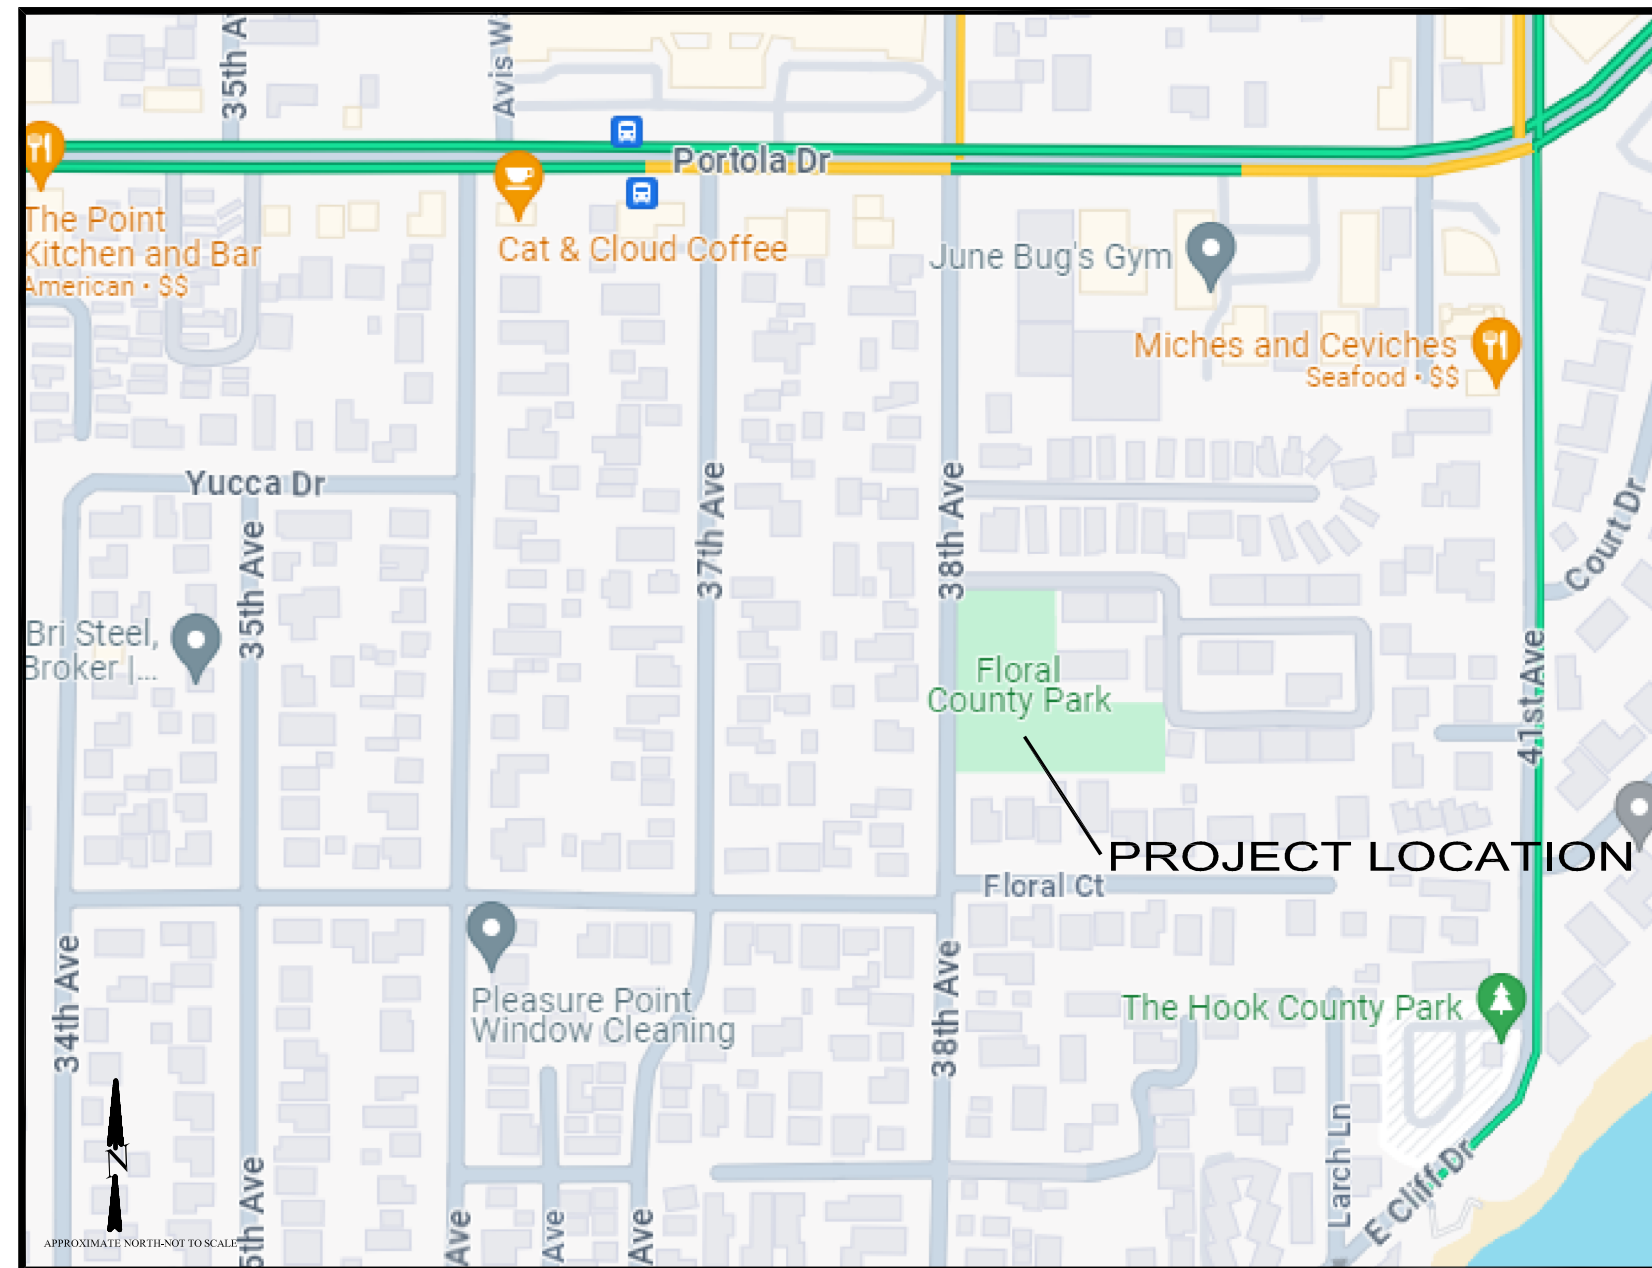 35th A
Avis W
Portola Dr
The Point
Kitchen and Bar
American • $$
Cat & Cloud Coffee
June Bug's Gym
Miches and Ceviches
Seafood • $$
Yucca Dr
35th Ave
37th Ave
38th Ave
Court Dr
Bri Steel,
Broker |...
Floral
County Park
41st Ave
PROJECT LOCATION
Floral Ct
34th Ave
38th Ave
Pleasure Point
Window Cleaning
The Hook County Park
Larch Ln
E Cliff Dr
N
APPROXIMATE NORTH-NOT TO SCALE
5th Ave
Ave
Ave
Ave